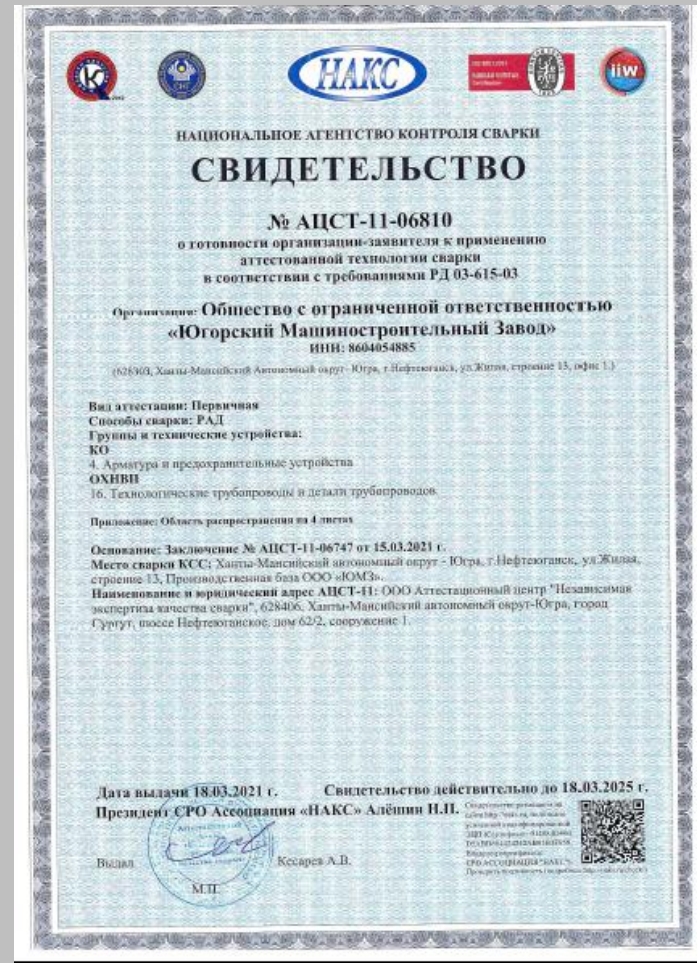 НАКС
iiw
НАЦИОНАЛЬНОЕ АГЕНТСТВО КОНТРОЛЯ СВАРКИ
СВИДЕТЕЛЬСТВО
№ АЦСТ-11-06810
о готовности организации-заявителя к применению
аттестованной технологии сварки
в соответствии с требованиями РД 03-615-03
Организация: Общество с ограниченной ответственностью
«Югорский Машиностроительный Завод»
ИНН: 8604054885
(628303, Ханты-Мансийский Автономный округ- Югра, г.Нефтеюганск, ул.Жилая, строение 13, офис 1.)
Вид аттестации: Первичная
Способы сварки: РАД
Группы и технические устройства:
КО
4. Арматура и предохранительные устройства
ОХНВП
16. Технологические трубопроводы и детали трубопроводов.
Приложение: Область распространения на 4 листах
Основание: Заключение № АЦСТ-11-06747 от 15.03.2021 г.
Место сварки КСС: Ханты-Мансийский автономный округ - Югра, г.Нефтеюганск, ул.Жилая,
строение 13, Производственная база ООО «ЮМЗ».
Наименование и юридический адрес АЦСТ-11: ООО Аттестационный центр "Независимая
экспертиза качества сварки", 628406, Ханты-Мансийский автономный округ-Югра, город
Сургут, шоссе Нефтеюганское, дом 62/2, сооружение 1.
Дата выдачи 18.03.2021 г. Свидетельство действительно до 18.03.2025 г.
Президент СРО Ассоциация «НАКС» Алёшин Н.П.
Выдал Кесарев А.В.
М.П.